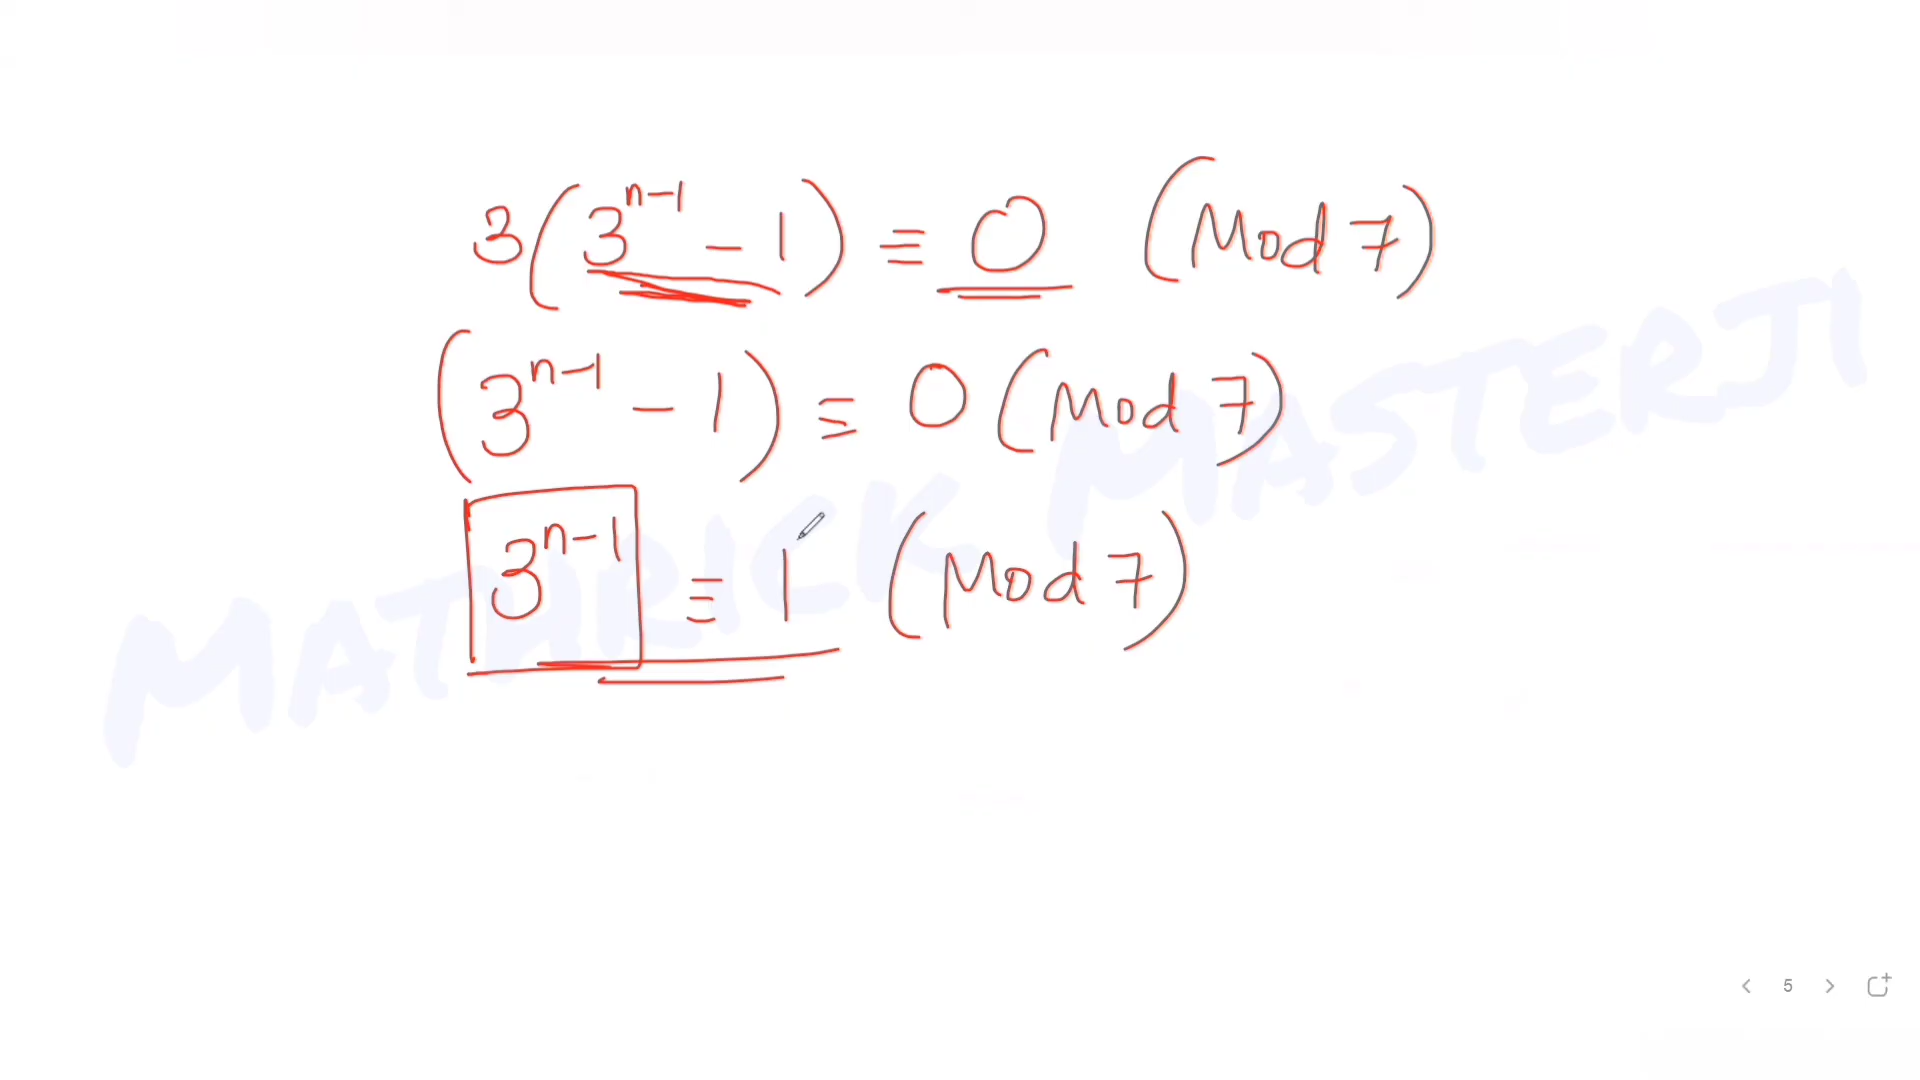 3(3^{n-1} - 1) ≡ 0 (Mod 7)
(3^{n-1} - 1) ≡ 0 (Mod 7)
3^{n-1} ≡ 1 (Mod 7)
MATHRICK MASTERJI
< 5 >